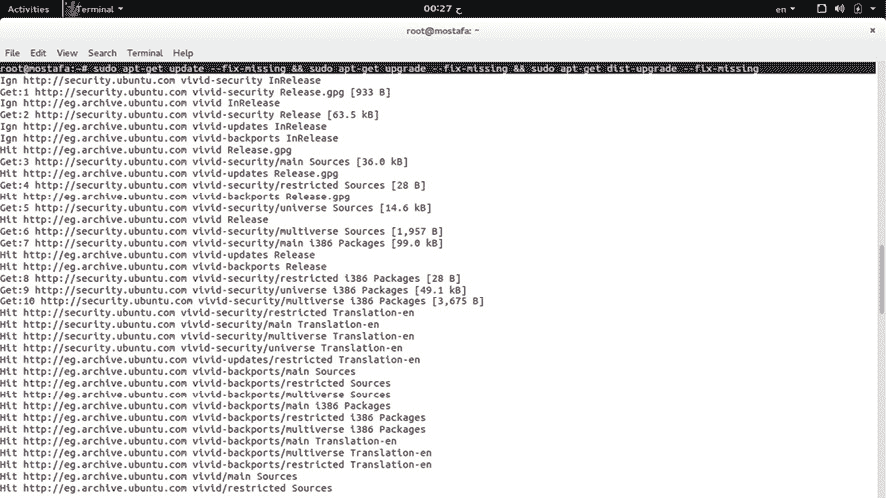 Activities Terminal ح 00:27 en
root@mostafa: ~ ×
File Edit View Search Terminal Help
root@mostafa:~# sudo apt-get update --fix-missing && sudo apt-get upgrade --fix-missing && sudo apt-get dist-upgrade --fix-missing
Ign http://security.ubuntu.com vivid-security InRelease
Get:1 http://security.ubuntu.com vivid-security Release.gpg [933 B]
Ign http://eg.archive.ubuntu.com vivid InRelease
Get:2 http://security.ubuntu.com vivid-security Release [63.5 kB]
Ign http://eg.archive.ubuntu.com vivid-updates InRelease
Ign http://eg.archive.ubuntu.com vivid-backports InRelease
Hit http://eg.archive.ubuntu.com vivid Release.gpg
Get:3 http://security.ubuntu.com vivid-security/main Sources [36.0 kB]
Hit http://eg.archive.ubuntu.com vivid-updates Release.gpg
Get:4 http://security.ubuntu.com vivid-security/restricted Sources [28 B]
Hit http://eg.archive.ubuntu.com vivid-backports Release.gpg
Get:5 http://security.ubuntu.com vivid-security/universe Sources [14.6 kB]
Hit http://eg.archive.ubuntu.com vivid Release
Get:6 http://security.ubuntu.com vivid-security/multiverse Sources [1,957 B]
Get:7 http://security.ubuntu.com vivid-security/main i386 Packages [99.0 kB]
Hit http://eg.archive.ubuntu.com vivid-updates Release
Hit http://eg.archive.ubuntu.com vivid-backports Release
Get:8 http://security.ubuntu.com vivid-security/restricted i386 Packages [28 B]
Get:9 http://security.ubuntu.com vivid-security/universe i386 Packages [49.1 kB]
Get:10 http://security.ubuntu.com vivid-security/multiverse i386 Packages [3,675 B]
Hit http://security.ubuntu.com vivid-security/restricted Translation-en
Hit http://security.ubuntu.com vivid-security/main Translation-en
Hit http://security.ubuntu.com vivid-security/multiverse Translation-en
Hit http://security.ubuntu.com vivid-security/universe Translation-en
Hit http://eg.archive.ubuntu.com vivid-updates/restricted Translation-en
Hit http://eg.archive.ubuntu.com vivid-backports/main Sources
Hit http://eg.archive.ubuntu.com vivid-backports/restricted Sources
Hit http://eg.archive.ubuntu.com vivid-backports/multiverse Sources
Hit http://eg.archive.ubuntu.com vivid-backports/main i386 Packages
Hit http://eg.archive.ubuntu.com vivid-backports/restricted i386 Packages
Hit http://eg.archive.ubuntu.com vivid-backports/multiverse i386 Packages
Hit http://eg.archive.ubuntu.com vivid-backports/main Translation-en
Hit http://eg.archive.ubuntu.com vivid-backports/multiverse Translation-en
Hit http://eg.archive.ubuntu.com vivid-backports/restricted Translation-en
Hit http://eg.archive.ubuntu.com vivid/main Sources
Hit http://eg.archive.ubuntu.com vivid/restricted Sources